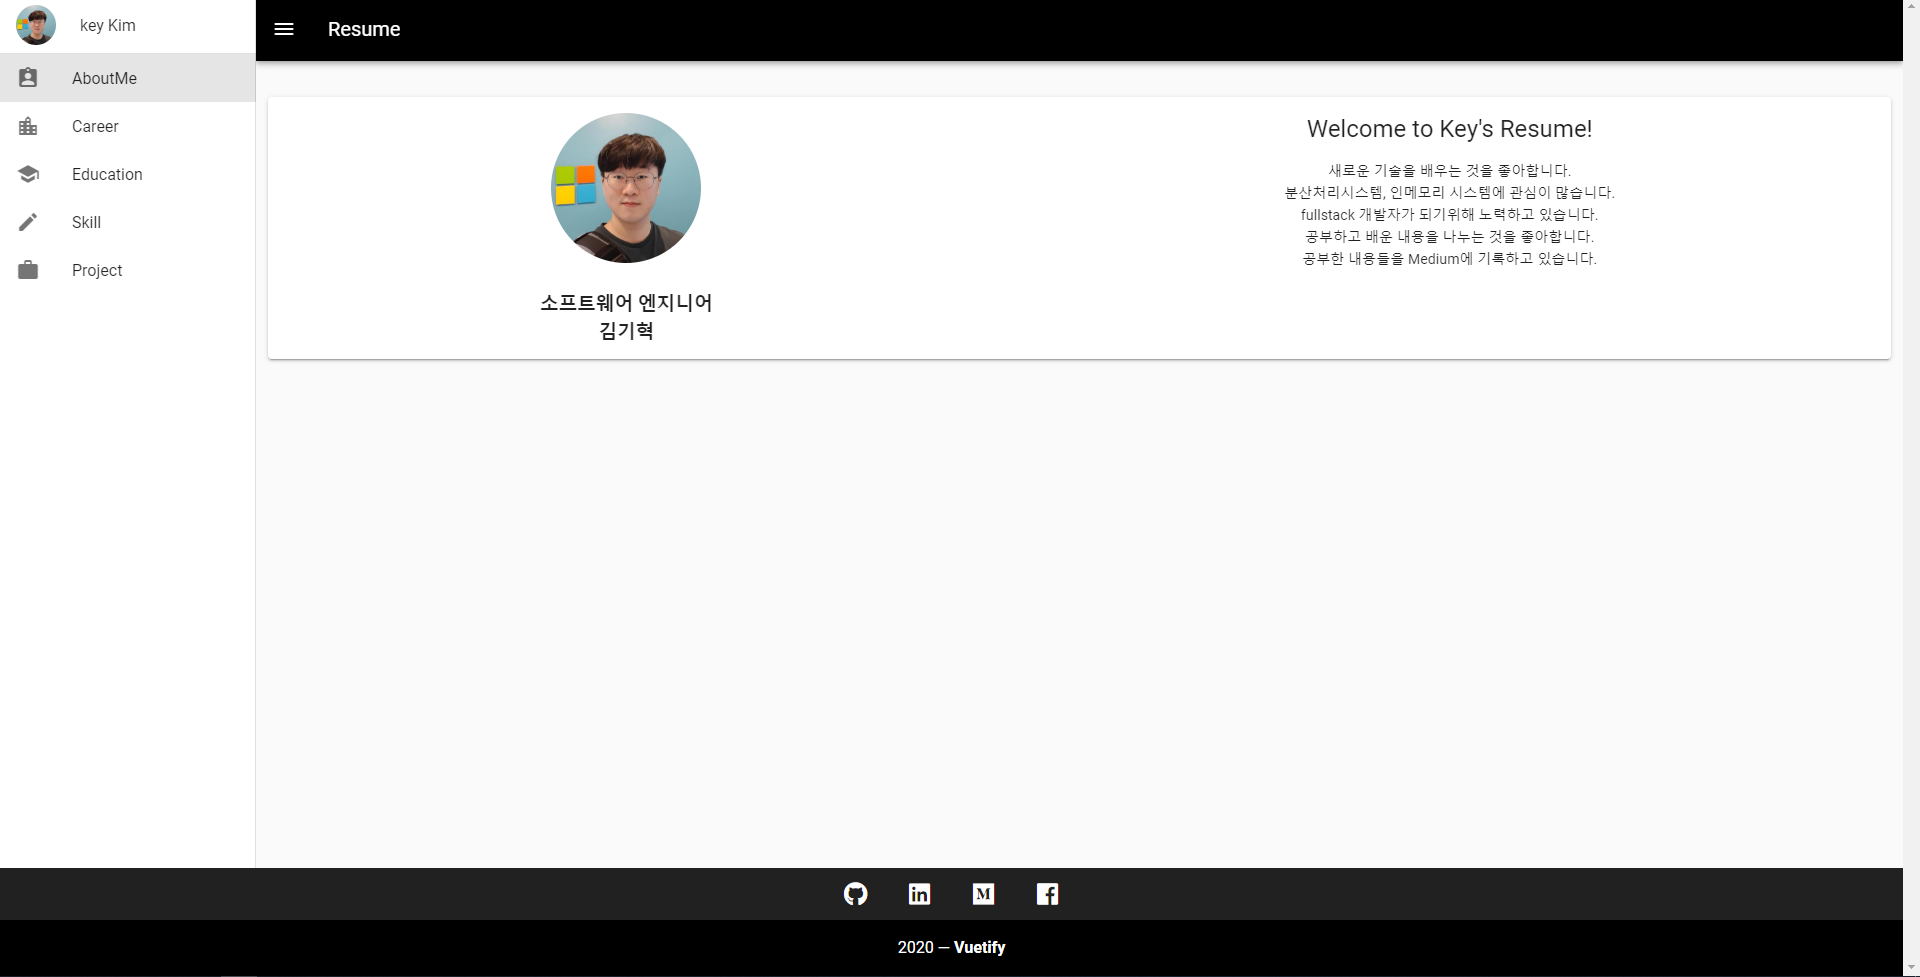 key Kim
Resume
AboutMe
Career
Education
Skill
Project
소프트웨어 엔지니어
김기혁
Welcome to Key's Resume!
새로운 기술을 배우는 것을 좋아합니다.
분산처리시스템, 인메모리 시스템에 관심이 많습니다.
fullstack 개발자가 되기위해 노력하고 있습니다.
공부하고 배운 내용을 나누는 것을 좋아합니다.
공부한 내용들을 Medium에 기록하고 있습니다.
in M f
2020 — Vuetify